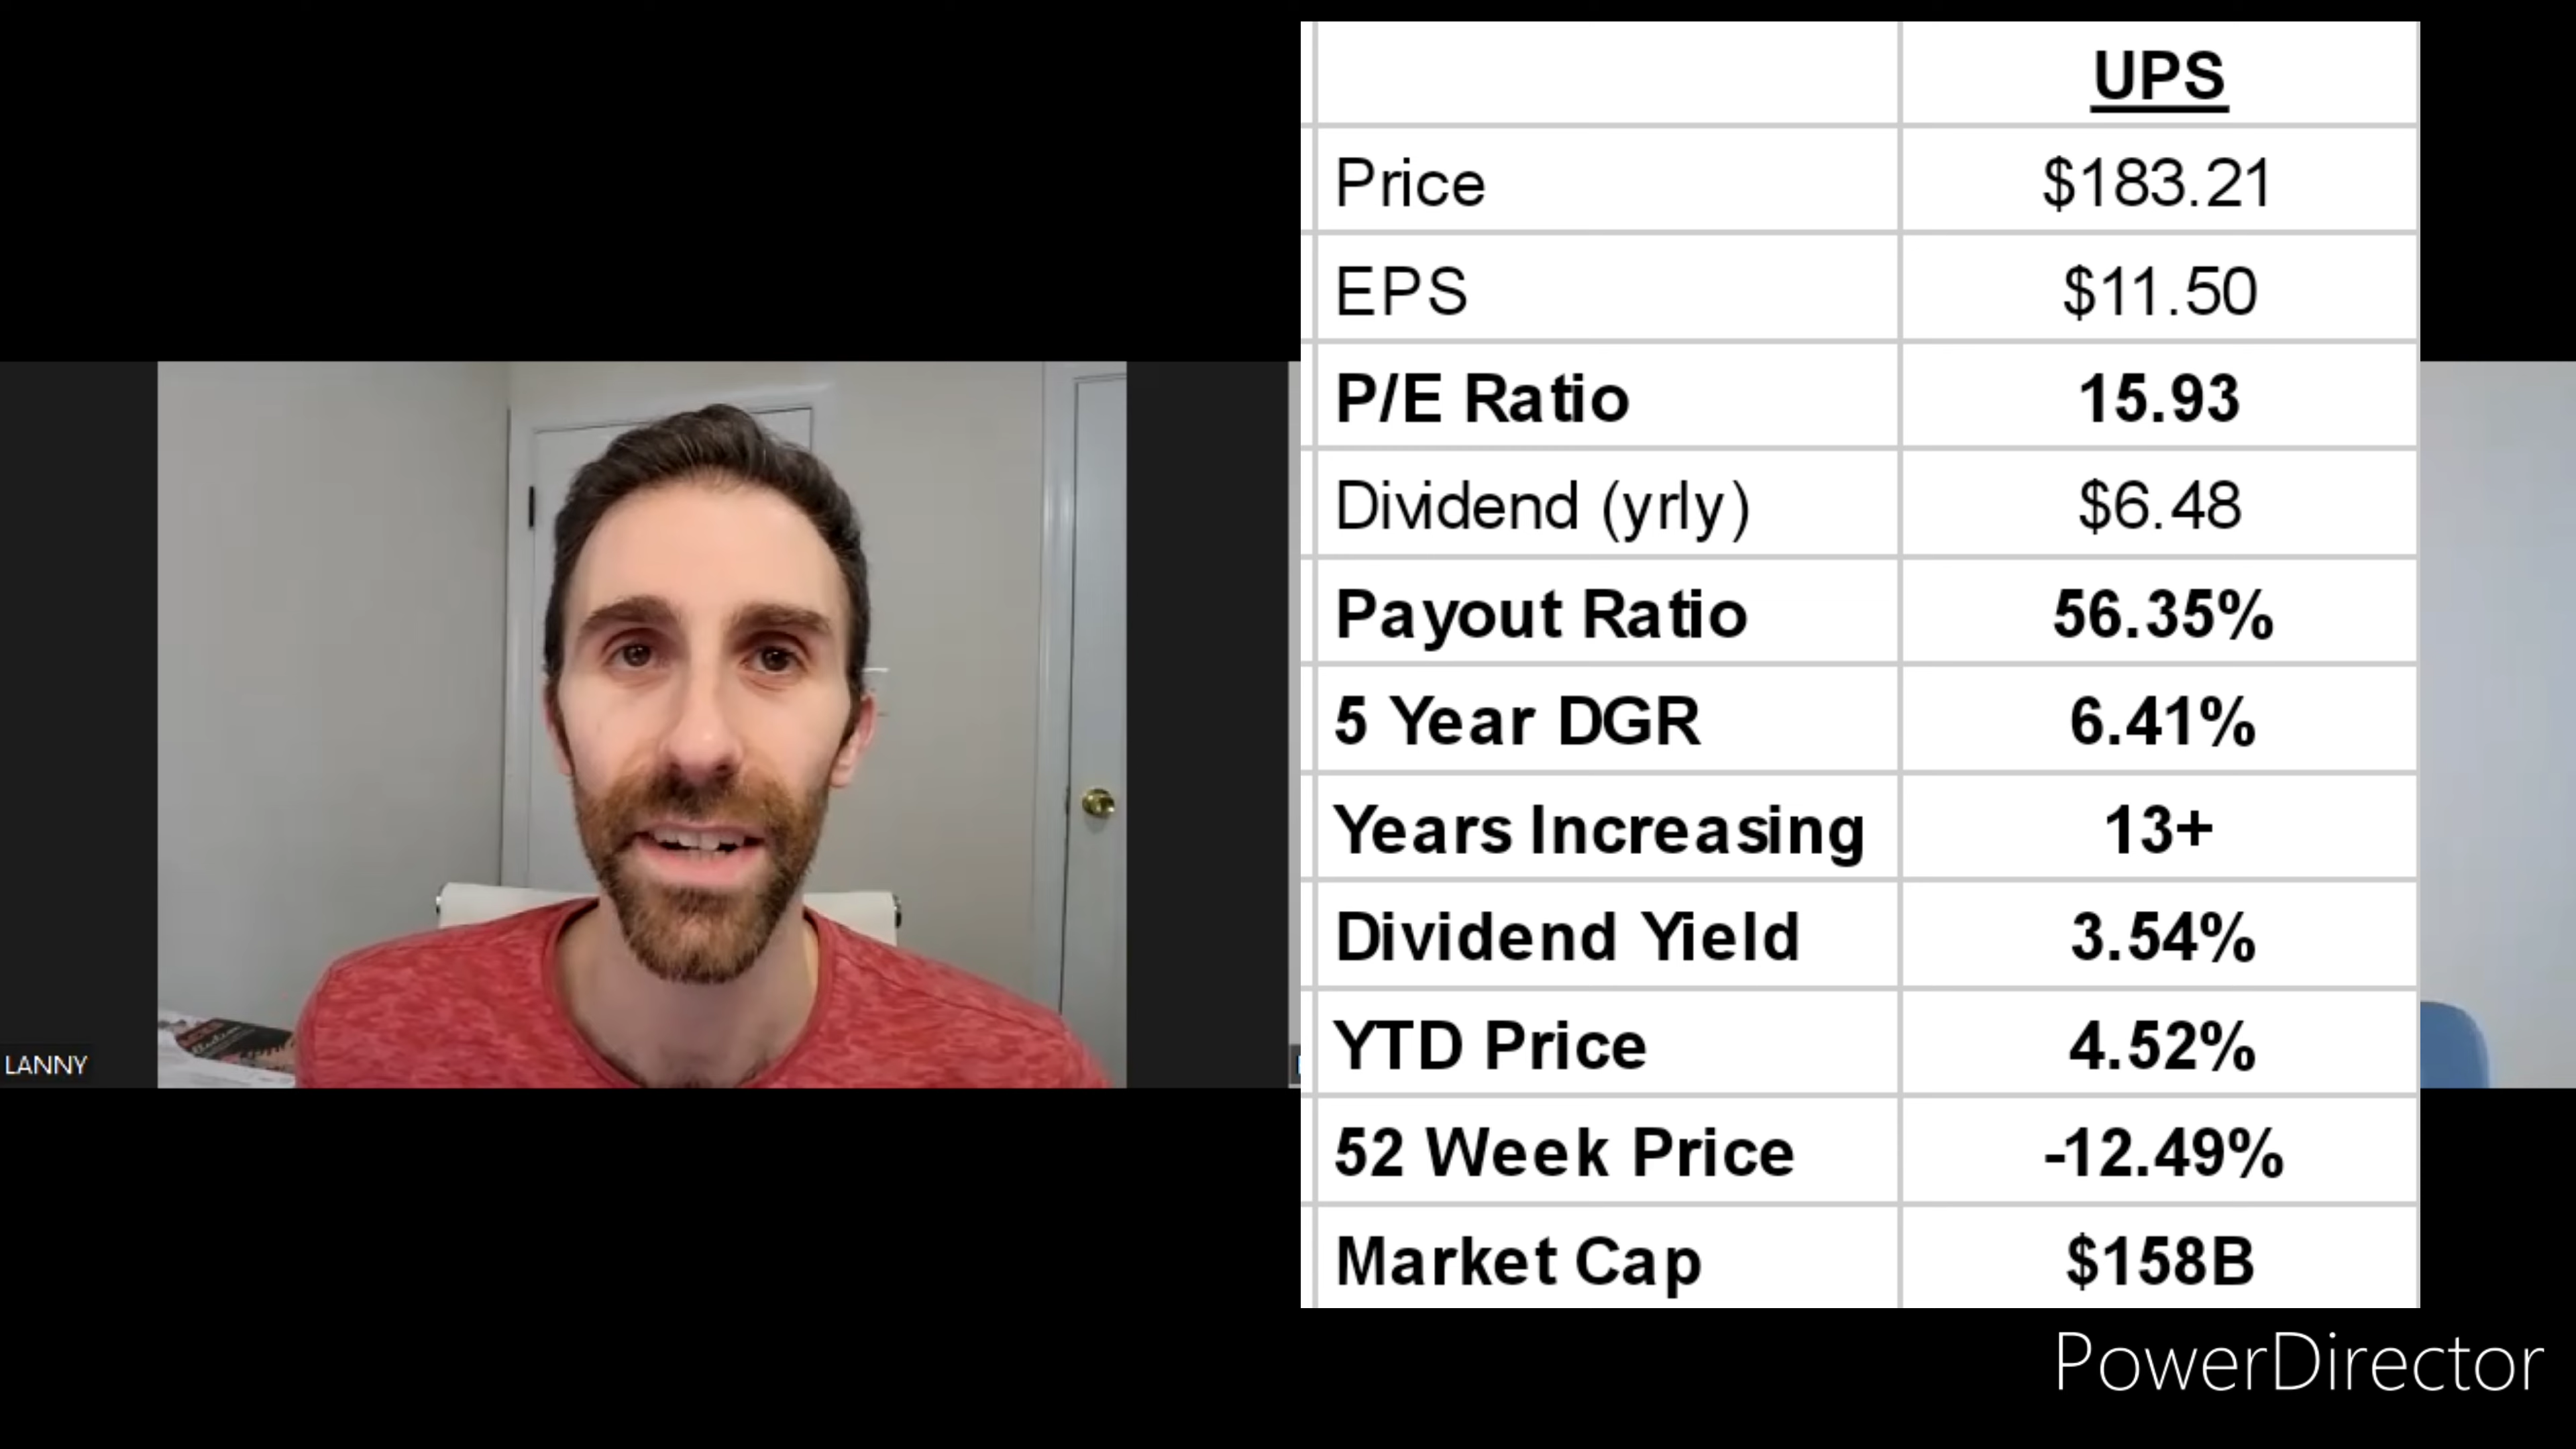 UPS
Price $183.21
EPS $11.50
P/E Ratio 15.93
Dividend (yrly) $6.48
Payout Ratio 56.35%
5 Year DGR 6.41%
Years Increasing 13+
Dividend Yield 3.54%
YTD Price 4.52%
52 Week Price -12.49%
Market Cap $158B
LANNY
PowerDirector